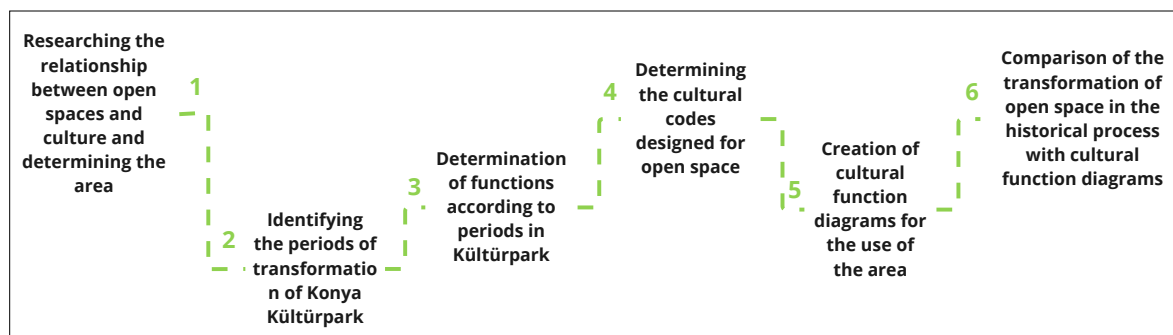 Researching the
relationship
between open
spaces and
culture and
determining the
area
1
2
Identifying
the periods of
transformatio
n of Konya
Kültürpark
3
Determination
of functions
according to
periods in
Kültürpark
4
Determining
the cultural
codes
designed for
open space
5
Creation of
cultural
function
diagrams for
the use of
the area
6
Comparison of the
transformation of
open space in the
historical process
with cultural
function diagrams